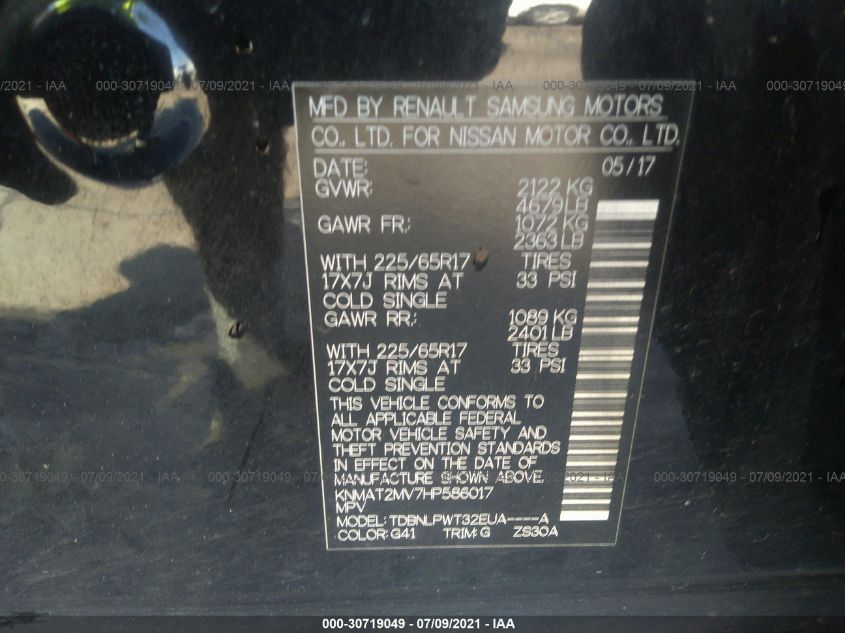 000-30719049 - 07/09/2021 - IAA
MFD BY RENAULT SAMSUNG MOTORS
CO., LTD. FOR NISSAN MOTOR CO., LTD.
DATE: 05/17
GVWR: 2122 KG
4679 LB
GAWR FR: 1072 KG
2363 LB
WITH 225/65R17 TIRES
17X7J RIMS AT 33 PSI
COLD SINGLE
GAWR RR: 1089 KG
2401 LB
WITH 225/65R17 TIRES
17X7J RIMS AT 33 PSI
COLD SINGLE
THIS VEHICLE CONFORMS TO
ALL APPLICABLE FEDERAL
MOTOR VEHICLE SAFETY AND
THEFT PREVENTION STANDARDS
IN EFFECT ON THE DATE OF
MANUFACTURE SHOWN ABOVE.
KNMAT2MV7HP586017
MPV
MODEL: TDBNLPWT32EUA----A
COLOR: G41 TRIM: G ZS30A
000-30719049 - 07/09/2021 - IAA